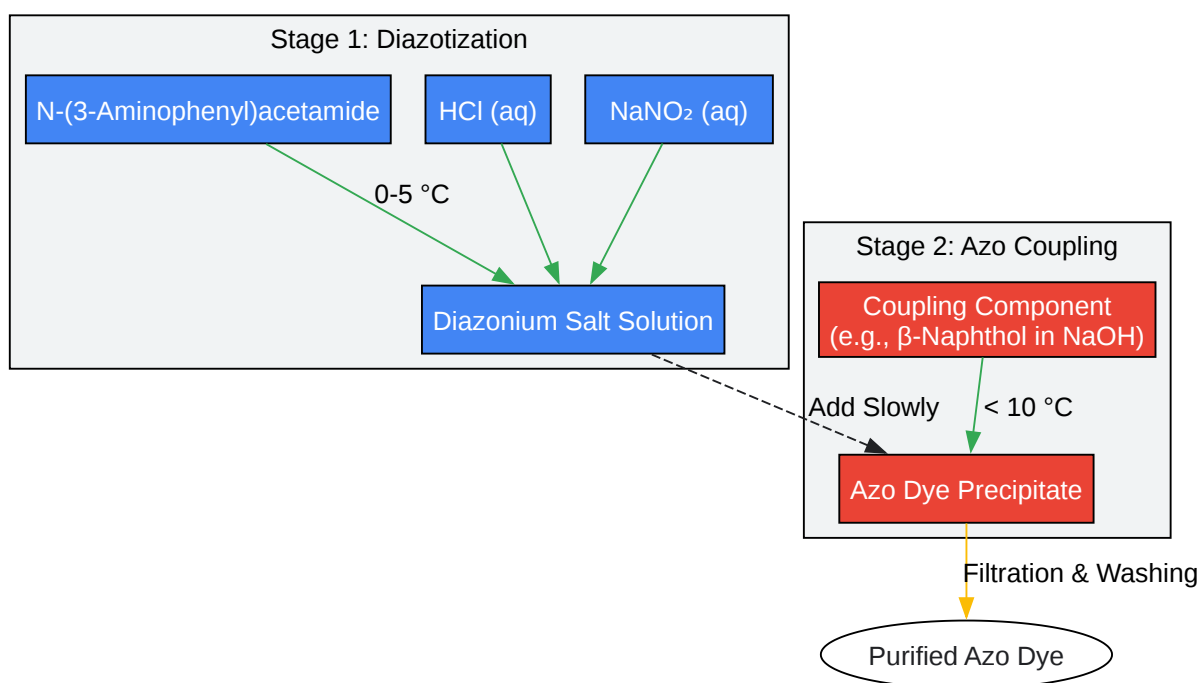 Stage 1: Diazotization
N-(3-Aminophenyl)acetamide
HCl (aq)
NaNO₂ (aq)
0-5 °C
Diazonium Salt Solution
Stage 2: Azo Coupling
Coupling Component
(e.g., β-Naphthol in NaOH)
Add Slowly
< 10 °C
Azo Dye Precipitate
Filtration & Washing
Purified Azo Dye